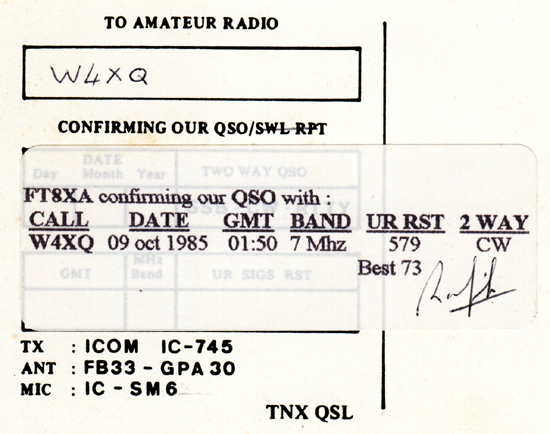 TO AMATEUR RADIO
W4XQ
CONFIRMING OUR QSO/SWL RPT
DATE
Day Month Year TWO WAY QSO
FT8XA confirming our QSO with :
CALL DATE GMT BAND UR RST 2 WAY
W4XQ 09 oct 1985 01:50 7 Mhz 579 CW
Best 73
GMT MHz Band UR SIGS RST
TX : ICOM IC-745
ANT : FB33-GPA30
MIC : IC-SM6
TNX QSL